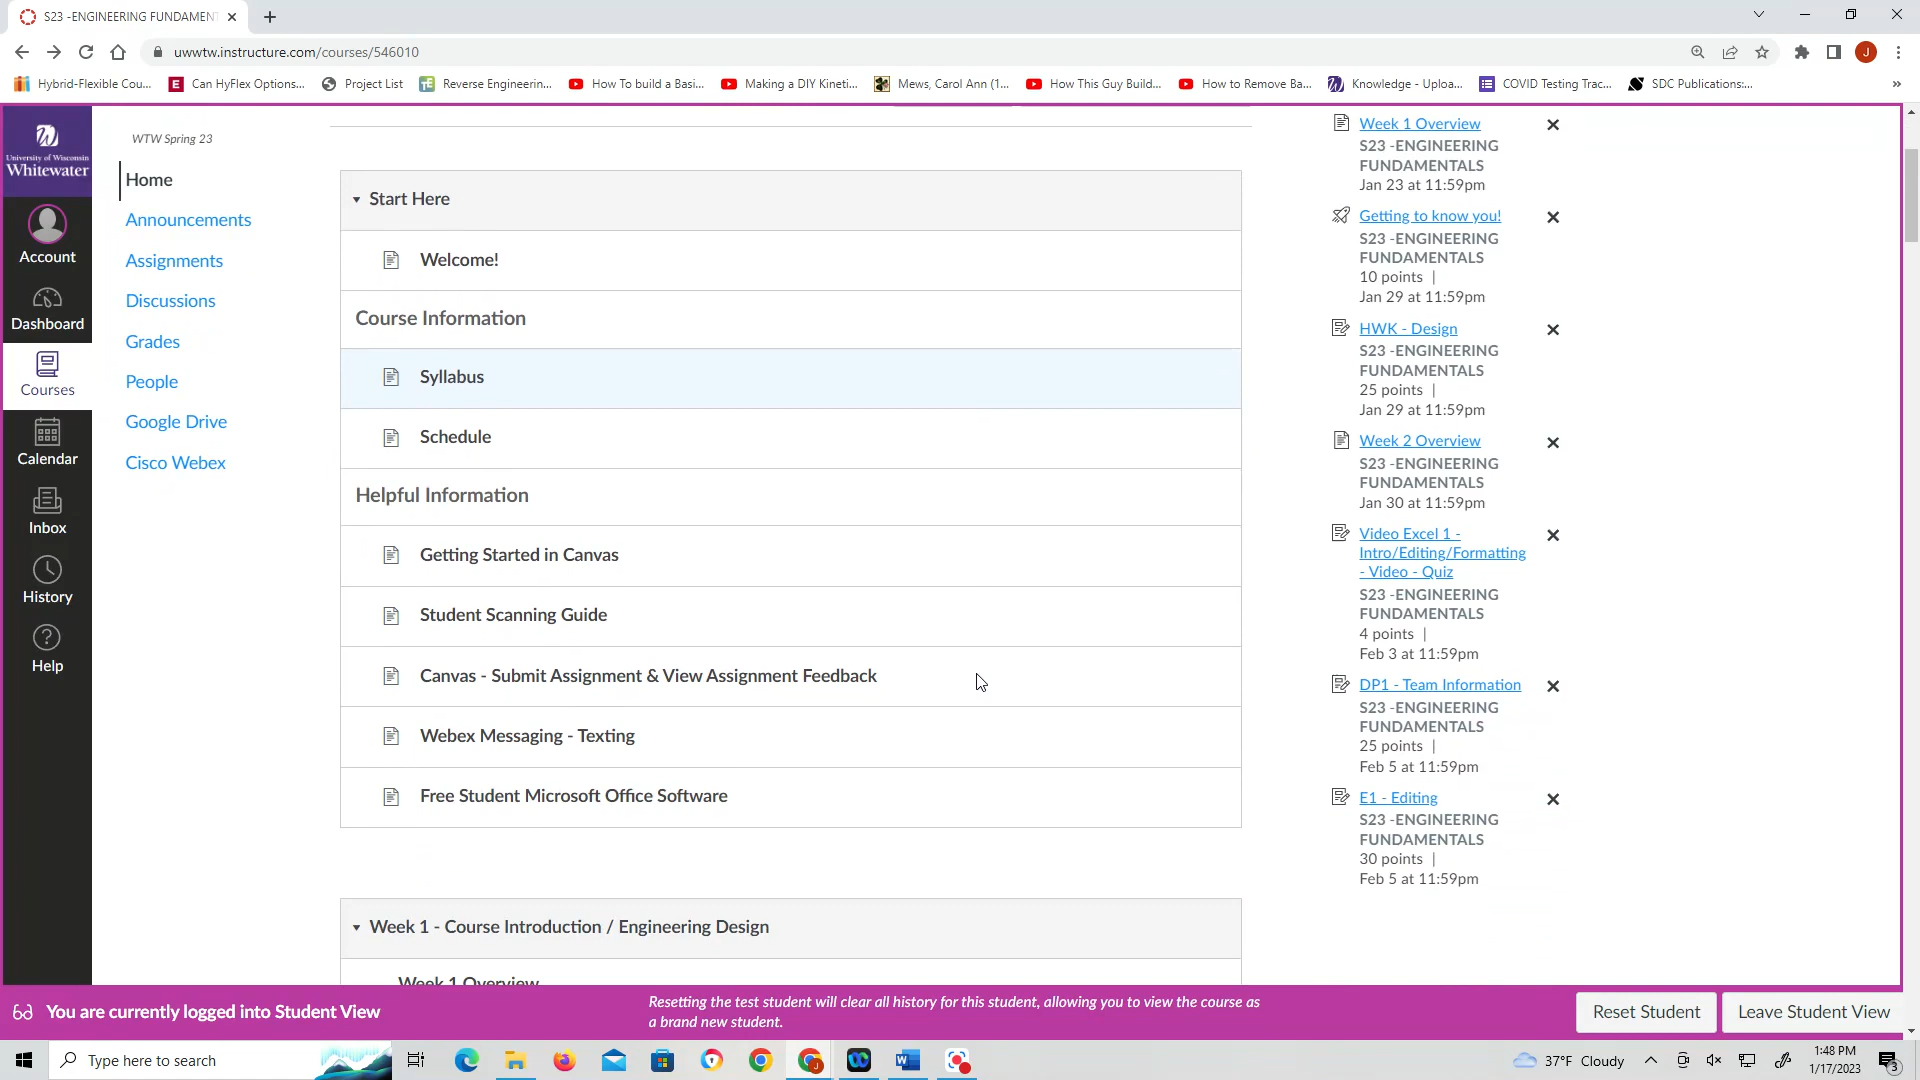 S23 -ENGINEERING FUNDAMENT
uwwtw.instructure.com/courses/546010
J
Hybrid-Flexible Cou...
Can HyFlex Options...
Project List
Reverse Engineerin...
How To build a Basi...
Making a DIY Kineti...
Mews, Carol Ann (1...
How This Guy Build...
How to Remove Ba...
Knowledge - Uploa...
COVID Testing Trac...
SDC Publications:...
University of Wisconsin
Whitewater
Account
Dashboard
Courses
Calendar
Inbox
History
Help
WTW Spring 23
Home
Announcements
Assignments
Discussions
Grades
People
Google Drive
Cisco Webex
Start Here
Welcome!
Course Information
Syllabus
Schedule
Helpful Information
Getting Started in Canvas
Student Scanning Guide
Canvas - Submit Assignment & View Assignment Feedback
Webex Messaging - Texting
Free Student Microsoft Office Software
Week 1 - Course Introduction / Engineering Design
Week 1 Overview
Week 1 Overview
S23 -ENGINEERING
FUNDAMENTALS
Jan 23 at 11:59pm
Getting to know you!
S23 -ENGINEERING
FUNDAMENTALS
10 points |
Jan 29 at 11:59pm
HWK - Design
S23 -ENGINEERING
FUNDAMENTALS
25 points |
Jan 29 at 11:59pm
Week 2 Overview
S23 -ENGINEERING
FUNDAMENTALS
Jan 30 at 11:59pm
Video Excel 1 -
Intro/Editing/Formatting
- Video - Quiz
S23 -ENGINEERING
FUNDAMENTALS
4 points |
Feb 3 at 11:59pm
DP1 - Team Information
S23 -ENGINEERING
FUNDAMENTALS
25 points |
Feb 5 at 11:59pm
E1 - Editing
S23 -ENGINEERING
FUNDAMENTALS
30 points |
Feb 5 at 11:59pm
You are currently logged into Student View
Resetting the test student will clear all history for this student, allowing you to view the course as
a brand new student.
Reset Student
Leave Student View
Type here to search
37°F Cloudy
1:48 PM
1/17/2023
3